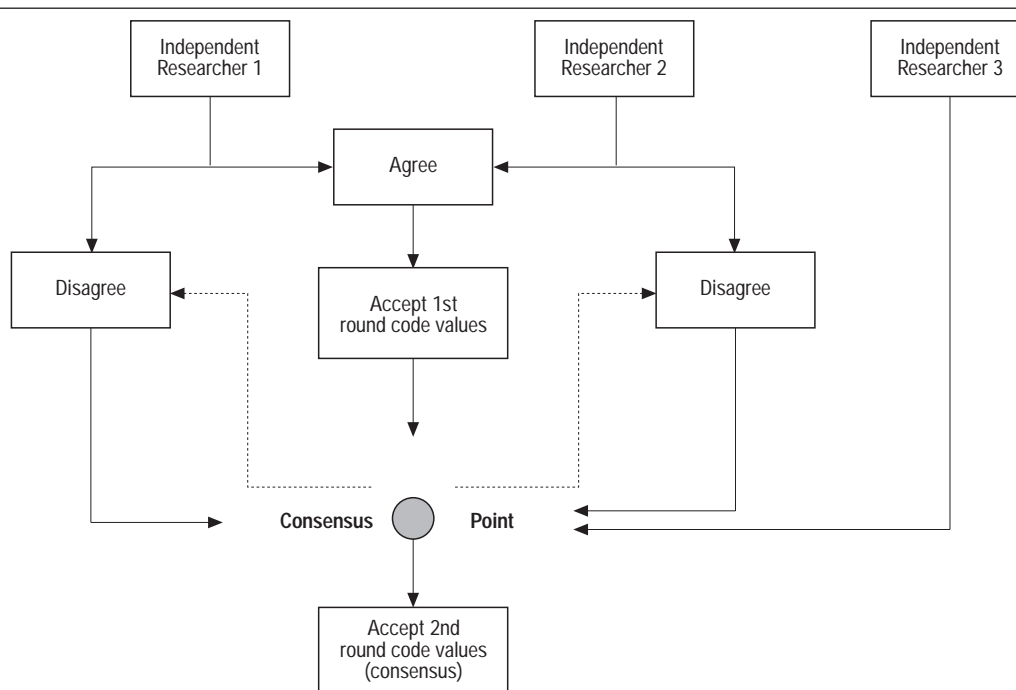 Independent
Researcher 1
Independent
Researcher 2
Independent
Researcher 3
Agree
Disagree
Accept 1st
round code values
Disagree
Consensus Point
Accept 2nd
round code values
(consensus)